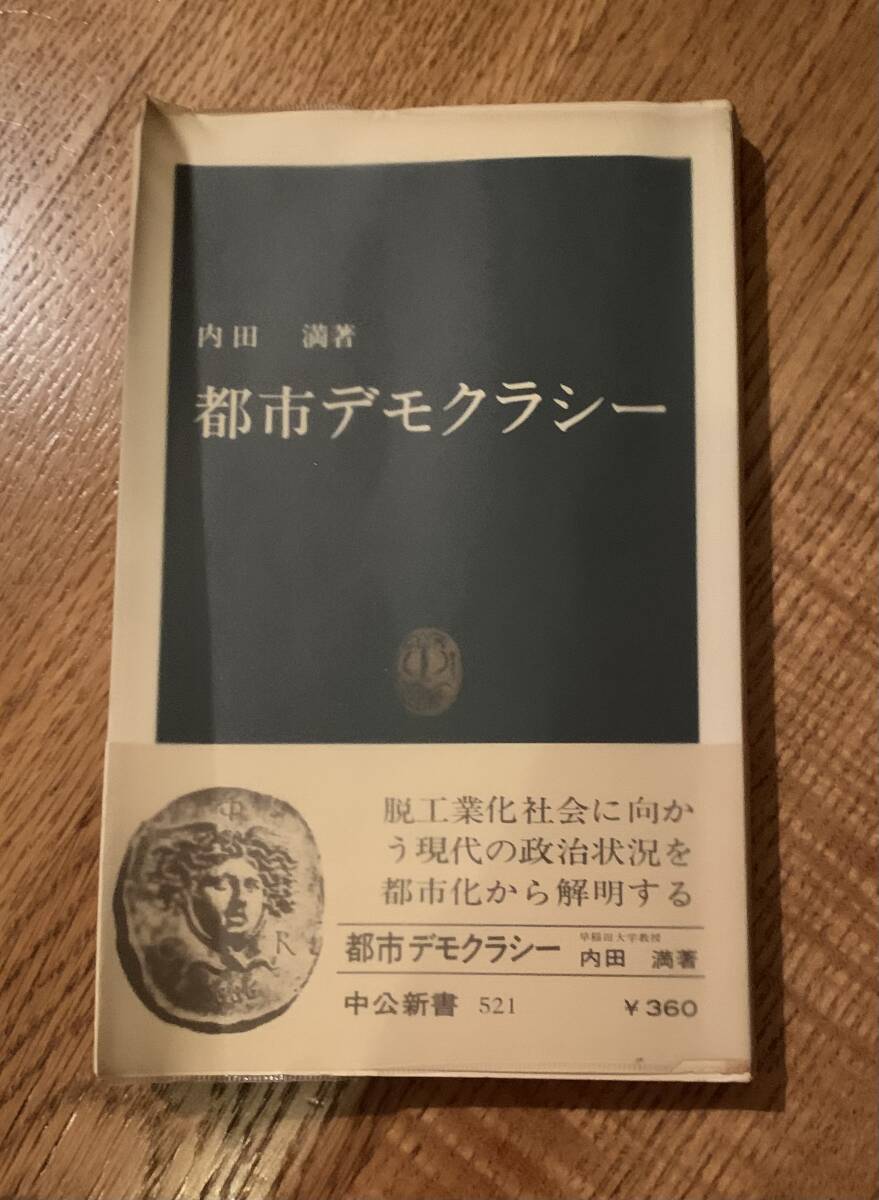 内田 満著
都市デモクラシー
脱工業化社会に向か
う現代の政治状況を
都市化から解明する
都市デモクラシー 早稲田大学教授 内田 満著
中公新書 521 ¥360
R